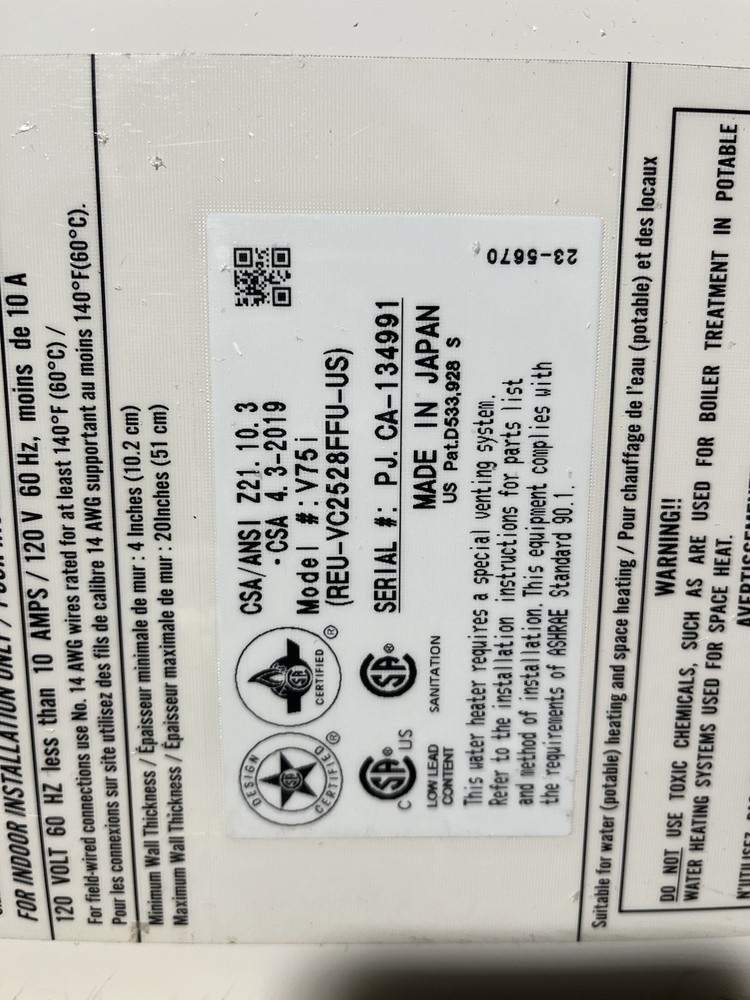 FOR INDOOR INSTALLATION ONLY /
120 VOLT 60 HZ less than 10 AMPS / 120 V 60 Hz, moins de 10 A
For field-wired connections use No. 14 AWG wires rated for at least 140°F (60°C) /
Pour les connexions sur site utilisez des fils de calibre 14 AWG supportant au moins 140°F(60°C).
Minimum Wall Thickness / Épaisseur minimale de mur : 4 Inches (10.2 cm)
Maximum Wall Thickness / Épaisseur maximale de mur : 20Inches (51 cm)
DESIGN CERTIFIED ®
CERTIFIED ®
CSA/ANSI Z21.10.3
·CSA 4.3-2019
Model #:V75i
(REU-VC2528FFU-US)
SERIAL #: PJ.CA-134991
C SA® US
LOW LEAD
CONTENT
SA®
SANITATION
MADE IN JAPAN
US Pat.D533,928 S
This water heater requires a special venting system.
Refer to the installation instructions for parts list
and method of installation. This equipment complies with
the requirements of ASHRAE Standard 90.1.
23-5670
Suitable for water (potable) heating and space heating / Pour chauffage de l'eau (potable) et des locaux
WARNING!!
DO NOT USE TOXIC CHEMICALS, SUCH AS ARE USED FOR BOILER TREATMENT IN POTABLE
WATER HEATING SYSTEMS USED FOR SPACE HEAT.